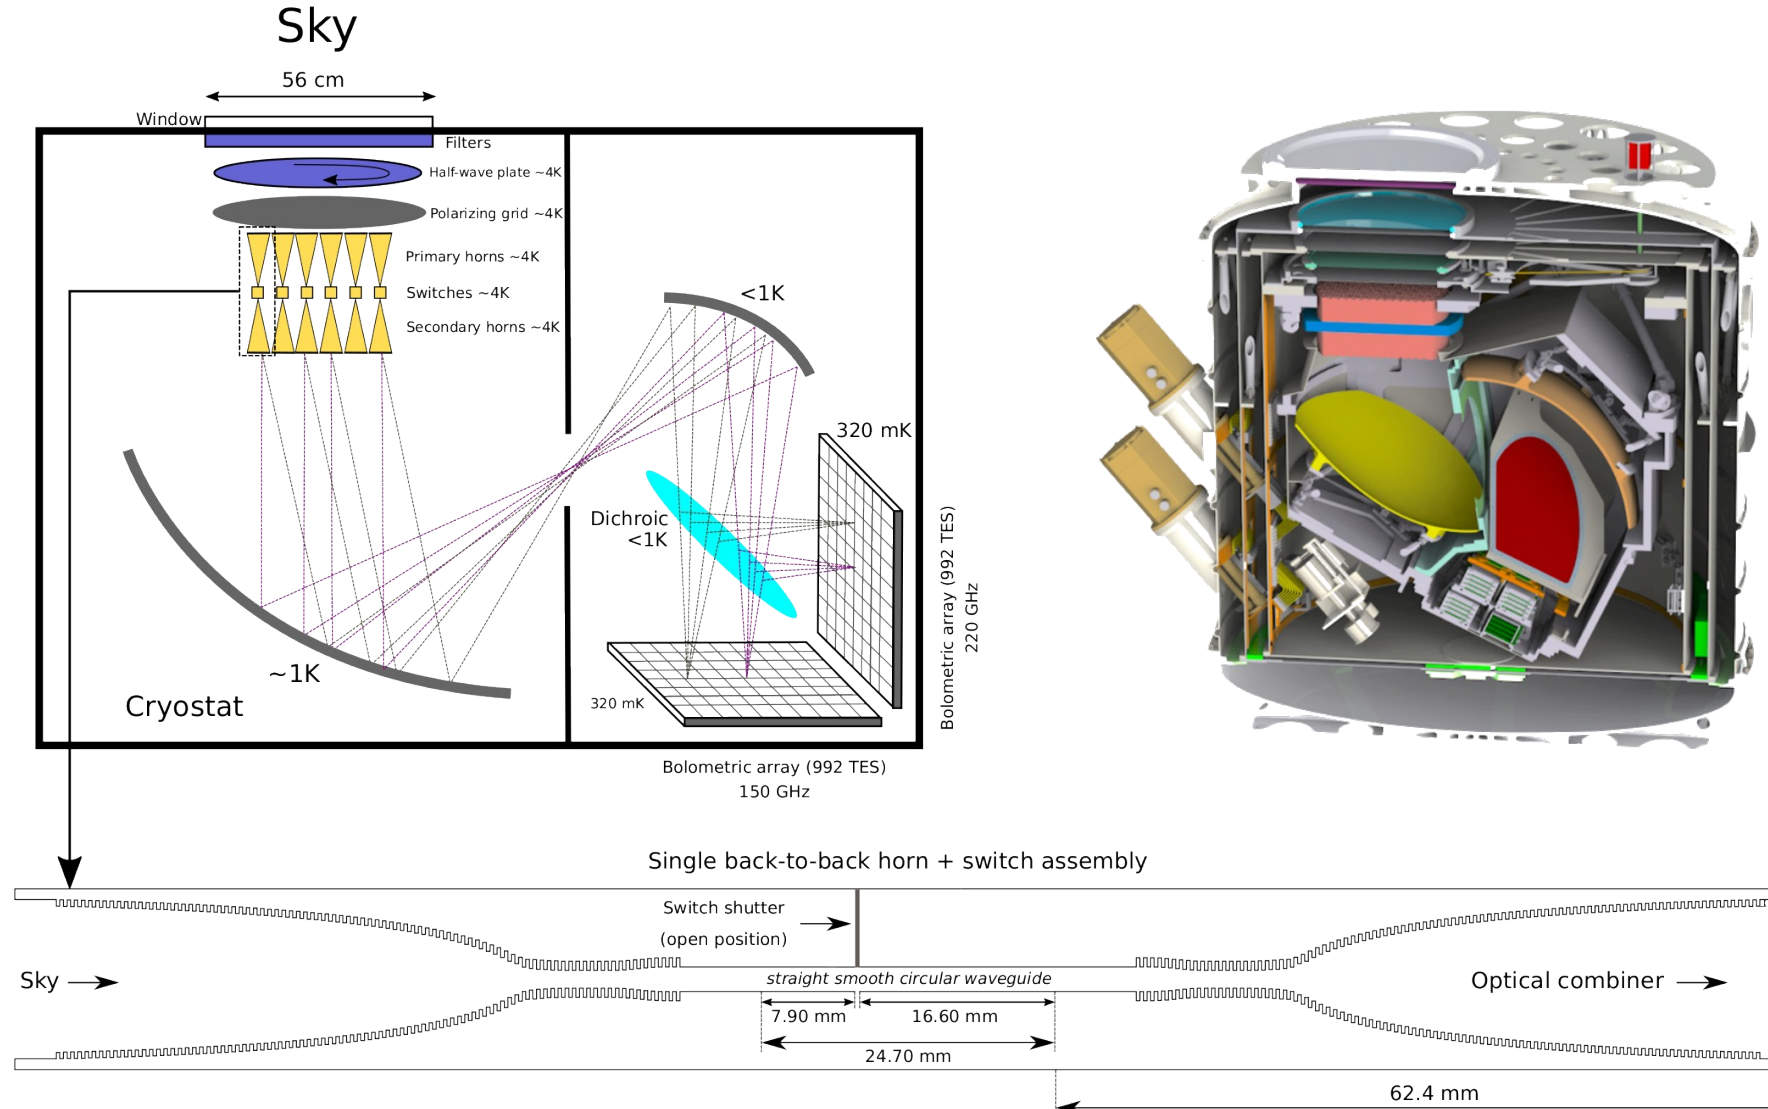 Sky
56 cm
Window
Filters
Half-wave plate ~4K
Polarizing grid ~4K
Primary horns ~4K
Switches ~4K
Secondary horns ~4K
<1K
320 mK
Dichroic
<1K
~1K
Cryostat
320 mK
Bolometric array (992 TES)
220 GHz
Bolometric array (992 TES)
150 GHz
Single back-to-back horn + switch assembly
Switch shutter
(open position)
Sky
straight smooth circular waveguide
Optical combiner
7.90 mm
16.60 mm
24.70 mm
62.4 mm